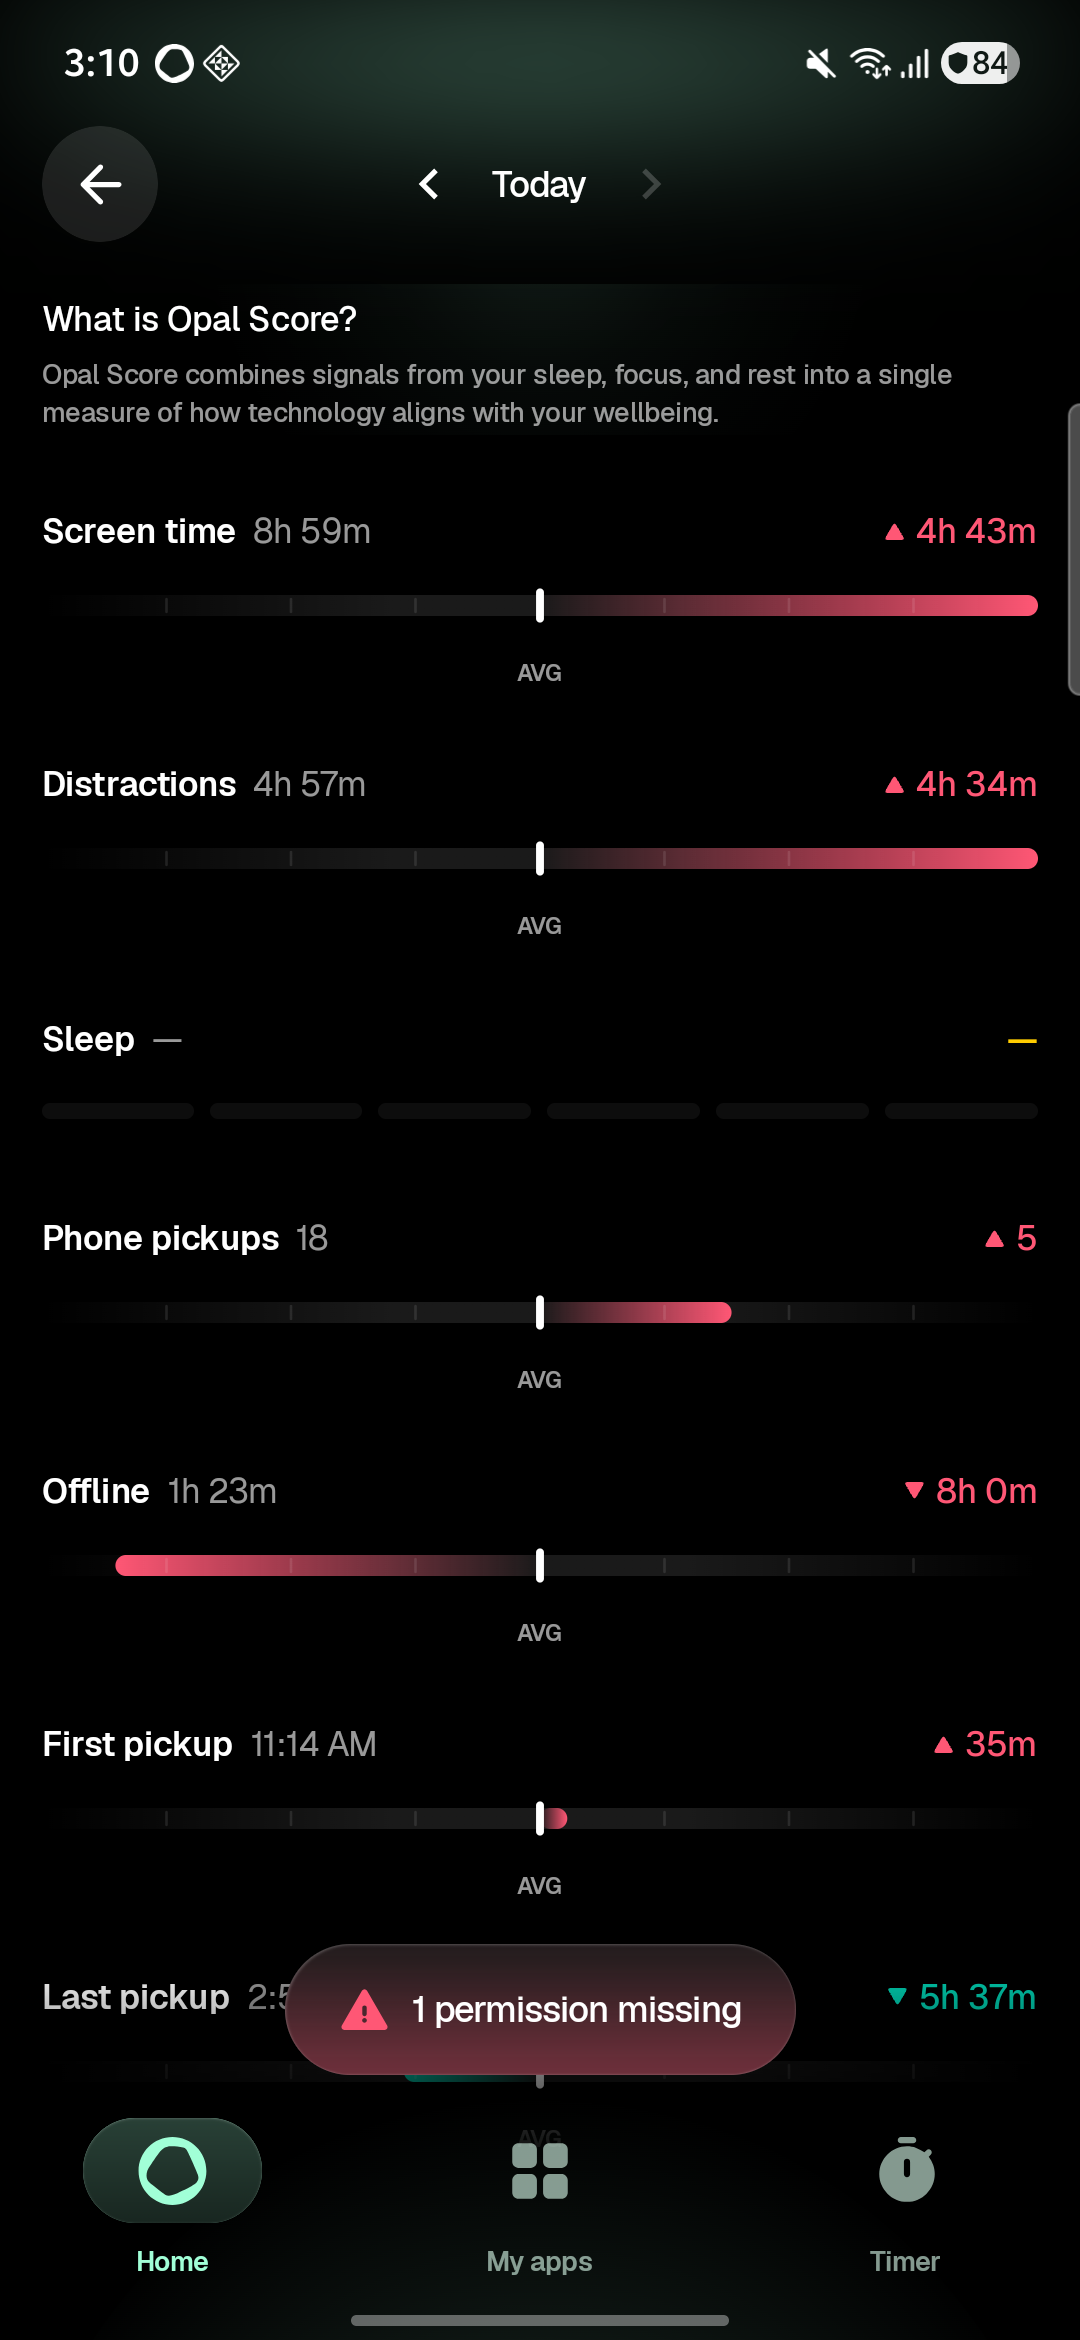 3:10
84
Today
What is Opal Score?
Opal Score combines signals from your sleep, focus, and rest into a single
measure of how technology aligns with your wellbeing.
Screen time 8h 59m ▲ 4h 43m
AVG
Distractions 4h 57m ▲ 4h 34m
AVG
Sleep — —
Phone pickups 18 ▲ 5
AVG
Offline 1h 23m ▼ 8h 0m
AVG
First pickup 11:14 AM ▲ 35m
AVG
Last pickup 2:5 ▼ 5h 37m
1 permission missing
AVG
Home
My apps
Timer